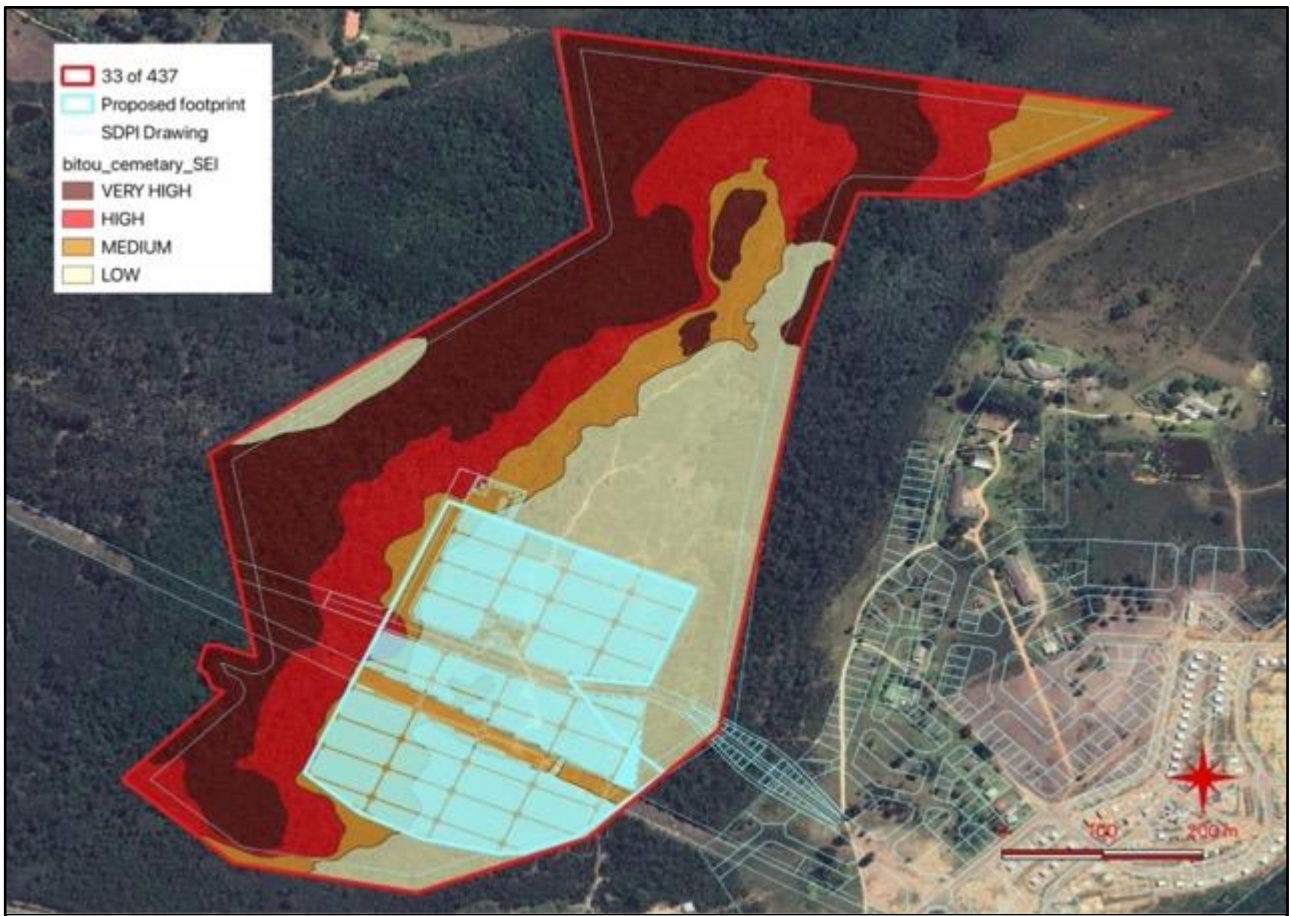 33 of 437
Proposed footprint
SDPI Drawing
bitou_cemetary_SEI
VERY HIGH
HIGH
MEDIUM
LOW
100
200 m